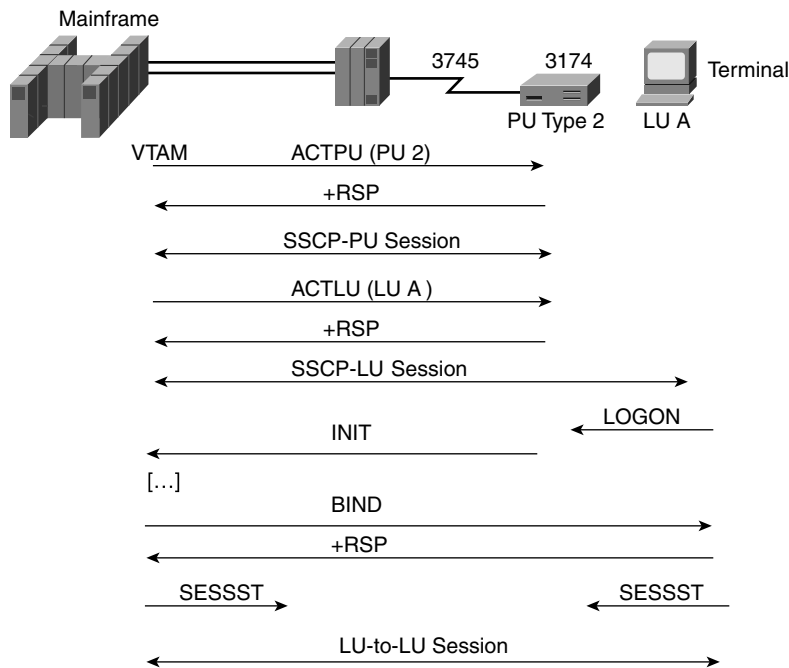 Mainframe
3745
3174
Terminal
PU Type 2
LU A
VTAM
ACTPU (PU 2)
+RSP
SSCP-PU Session
ACTLU (LU A )
+RSP
SSCP-LU Session
LOGON
INIT
[...]
BIND
+RSP
SESSST
SESSST
LU-to-LU Session